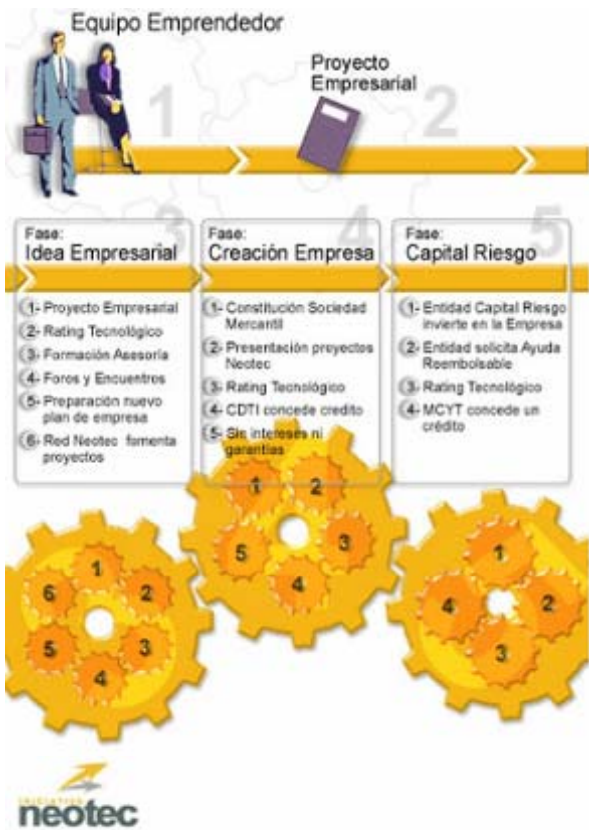 Equipo Emprendedor
Proyecto
Empresarial
1
2
3
Fase:
Idea Empresarial
1- Proyecto Empresarial
2- Rating Tecnológico
3- Formación Asesoría
4- Foros y Encuentros
5- Preparación nuevo
plan de empresa
6- Red Neotec fomenta
proyectos
4
Fase:
Creación Empresa
1- Constitución Sociedad
Mercantil
2- Presentación proyectos
Neotec
3- Rating Tecnológico
4- CDTI concede credito
5- Sin intereses ni
garantías
5
Fase:
Capital Riesgo
1- Entidad Capital Riesgo
invierte en la Empresa
2- Entidad solicita Ayuda
Reembolsable
3- Rating Tecnológico
4- MCYT concede un
crédito
1
2
3
4
5
6
1
2
3
4
5
1
2
3
4
INICIATIVA
neotec